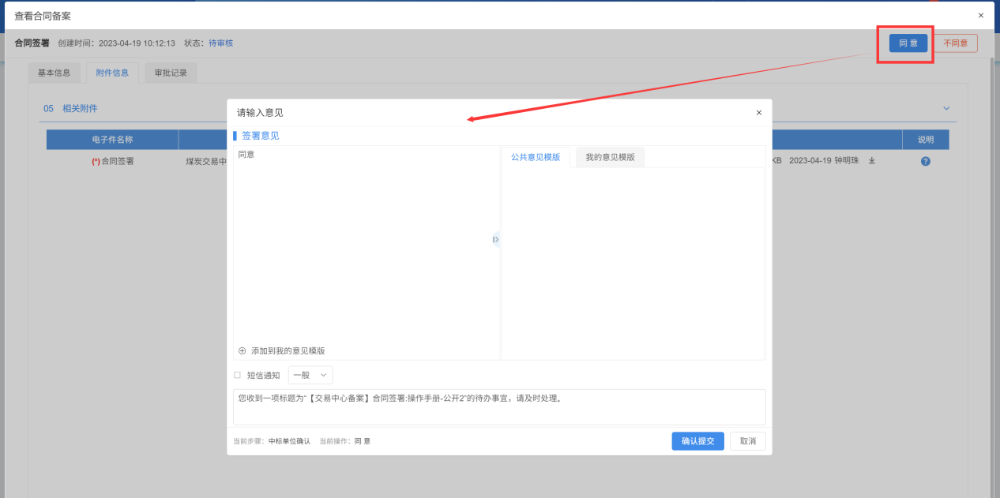 查看合同备案
合同签署 创建时间：2023-04-19 10:12:13 状态：待审核 同 意 不同意
基本信息 附件信息 审批记录
05 相关附件
电子件名称 说明
(*)合同签署 煤炭交易中 KB 2023-04-19 钟明珠
请输入意见
签署意见
同意
公共意见模版 我的意见模版
添加到我的意见模版
短信通知 一般
您收到一项标题为“【交易中心备案】合同签署:操作手册-公开2”的待办事宜，请及时处理。
当前步骤：中标单位确认 当前操作：同 意 确认提交 取消